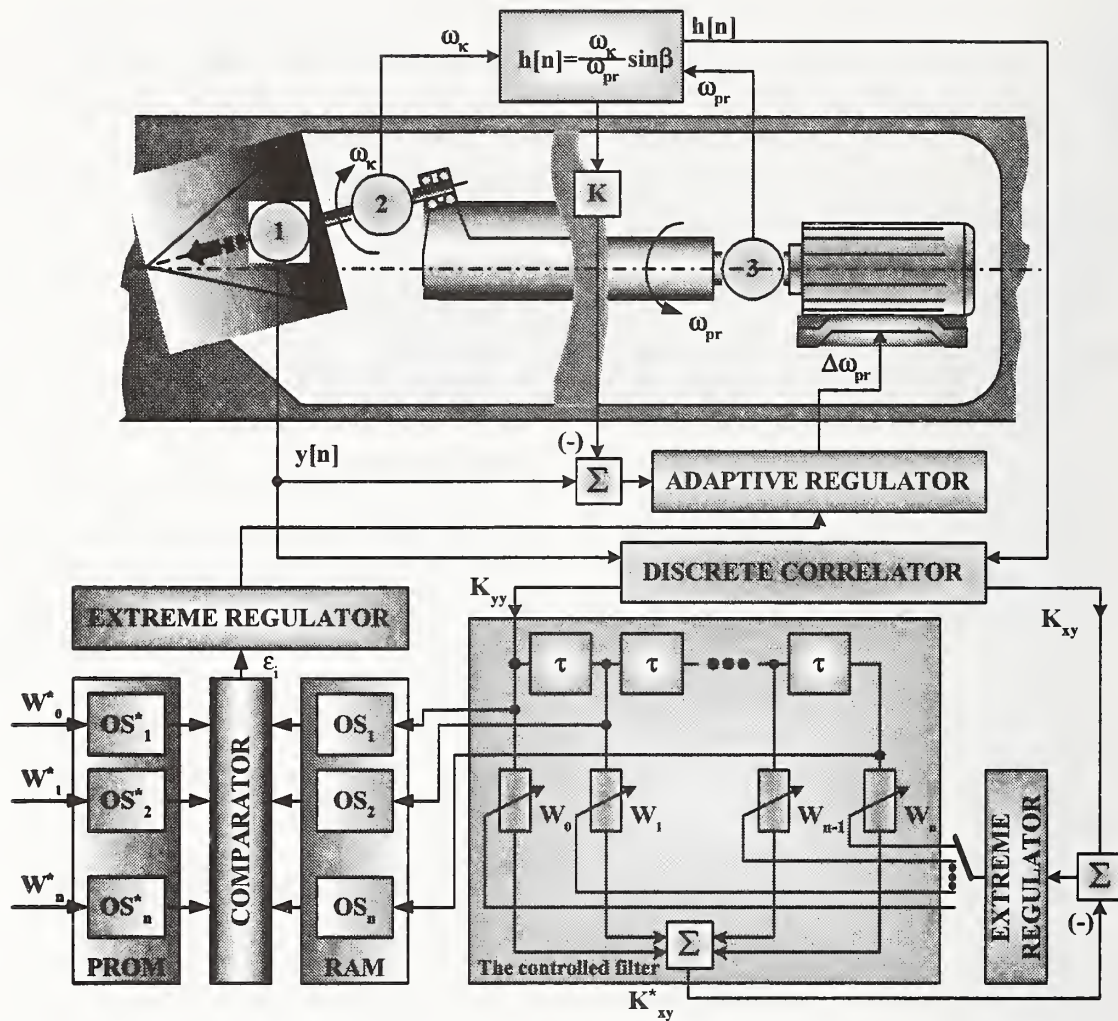 h[n]
ω_κ
h[n]=ω_κ/ω_pr sinβ
ω_pr
ω_κ
K
1
2
3
ω_pr
Δω_pr
(-)
y[n]
Σ
ADAPTIVE REGULATOR
DISCRETE CORRELATOR
K_yy
K_xy
EXTREME REGULATOR
ε_i
τ
τ
τ
W*_0
OS*_1
OS_1
W*_1
OS*_2
OS_2
W*_n
OS*_n
OS_n
COMPARATOR
PROM
RAM
W_0
W_1
W_n-1
W_n
EXTREME
REGULATOR
Σ
(-)
Σ
The controlled filter
K*_xy